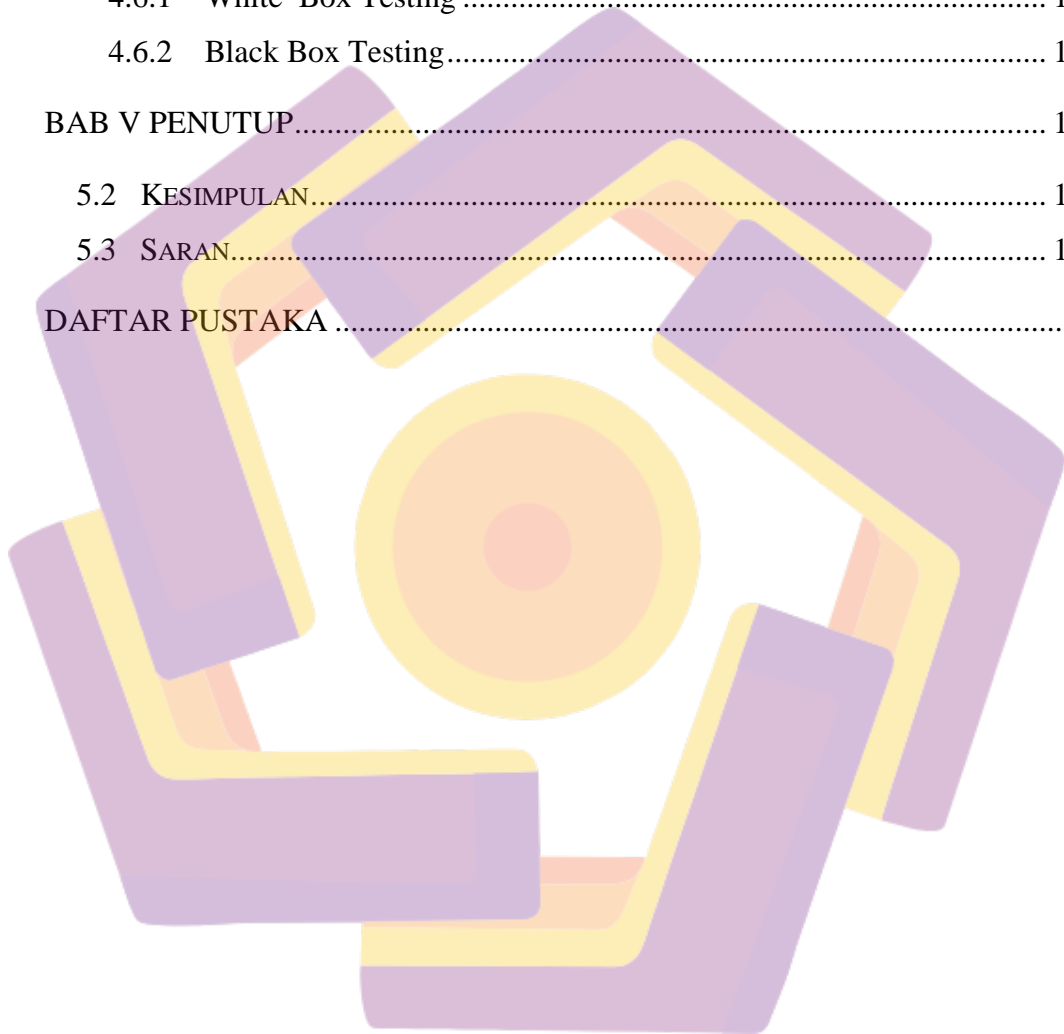 4.6.1 White Box Testing ........................................................................ 1
4.6.2 Black Box Testing.......................................................................... 1
BAB V PENUTUP............................................................................................ 1
5.2 KESIMPULAN.......................................................................................... 1
5.3 SARAN.................................................................................................... 1
DAFTAR PUSTAKA .........................................................................................